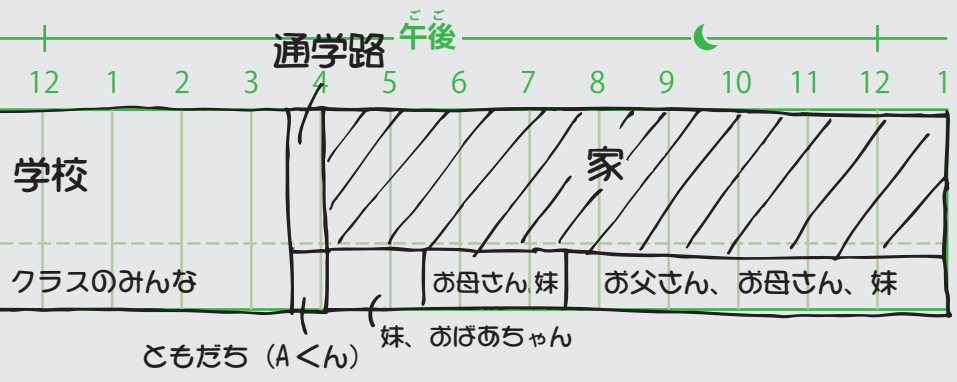 ごご
午後
通学路
12 1 2 3 4 5 6 7 8 9 10 11 12 1
学校
家
クラスのみんな
お母さん、妹
お父さん、お母さん、妹
妹、おばあちゃん
ともだち（Aくん）